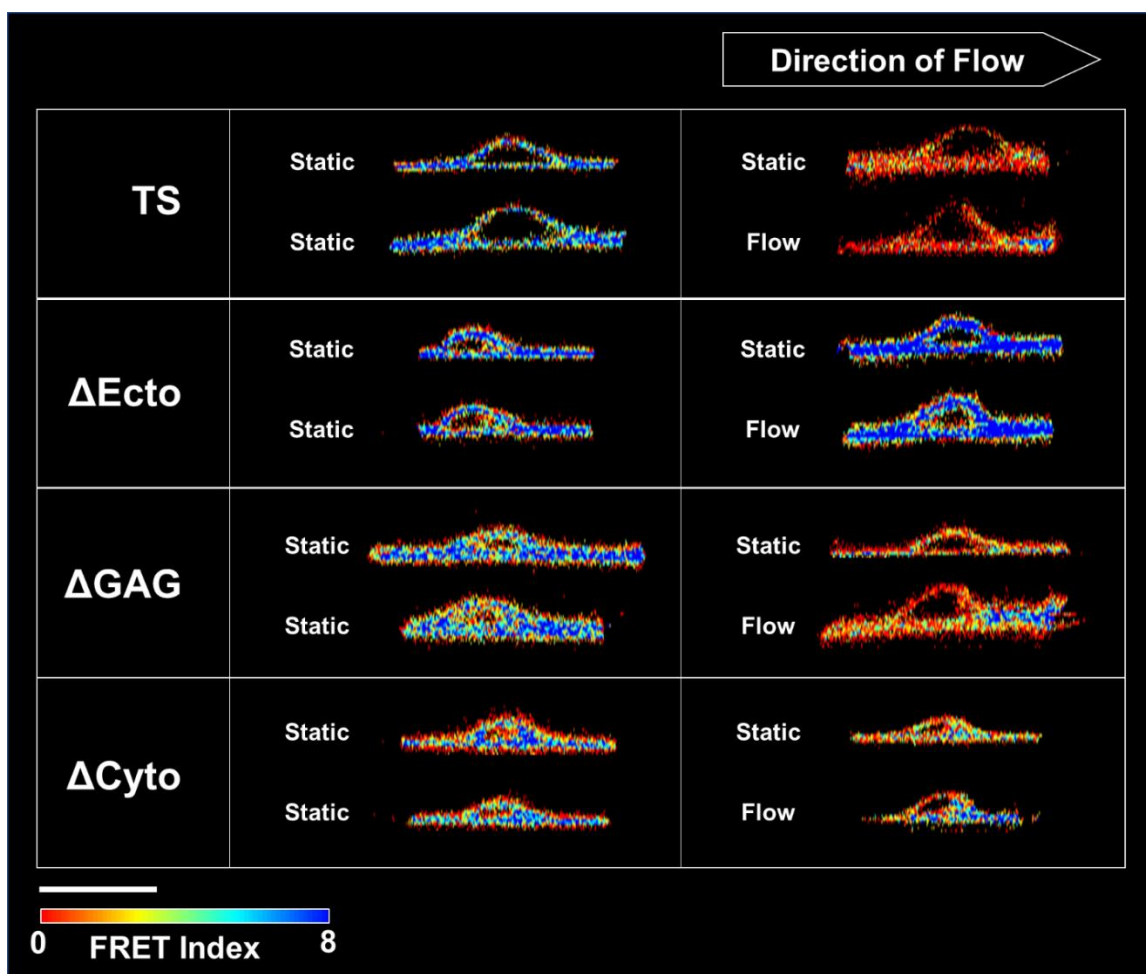 Direction of Flow
TS
Static
Static
Static
Flow
ΔEcto
Static
Static
Static
Flow
ΔGAG
Static
Static
Static
Flow
ΔCyto
Static
Static
Static
Flow
0 FRET Index 8